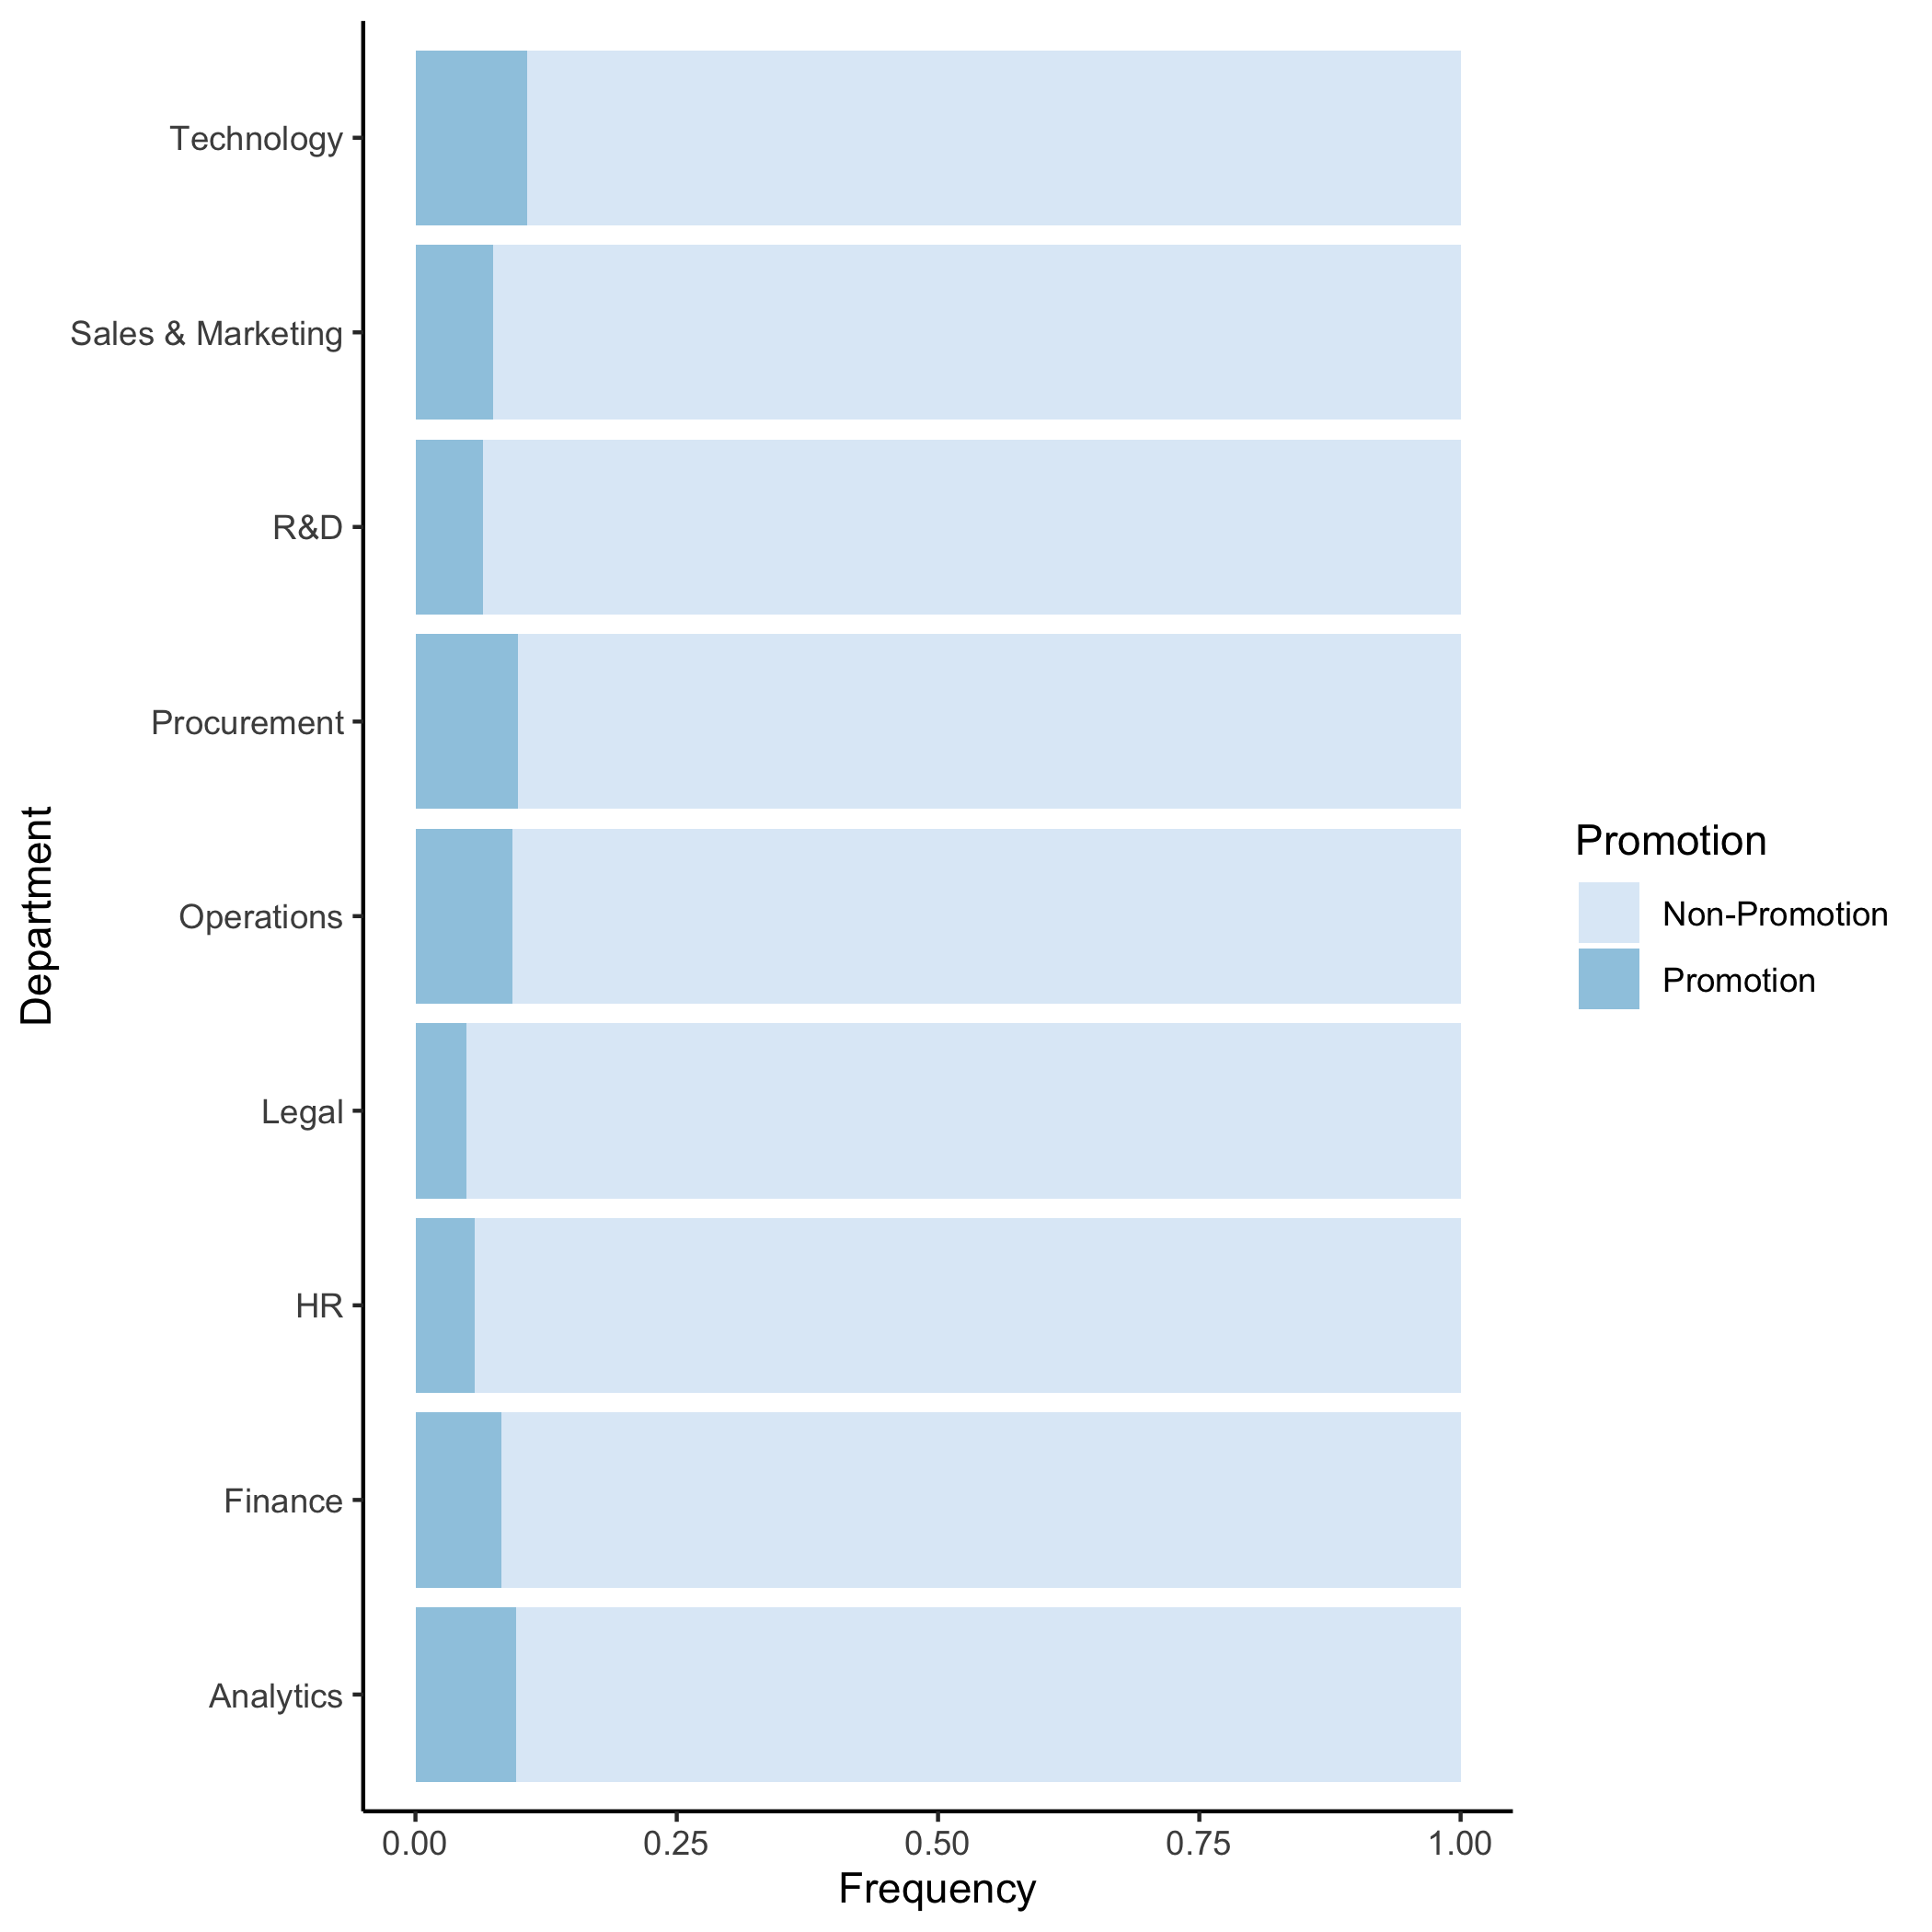 Department
Technology
Sales & Marketing
R&D
Procurement
Operations
Legal
HR
Finance
Analytics
0.00 0.25 0.50 0.75 1.00
Frequency
Promotion
Non-Promotion
Promotion